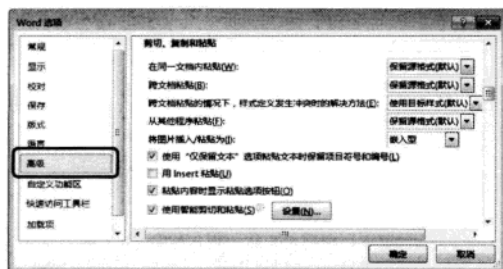 Word 选项
常规
显示
校对
保存
版式
语言
高级
自定义功能区
快速访问工具栏
加载项
剪切、复制和粘贴
在同一文档内粘贴(W): 保留源格式(默认)
跨文档粘贴(B): 保留源格式(默认)
跨文档粘贴的情况下，样式定义发生冲突时的解决方法(E): 使用目标样式(默认)
从其他程序粘贴(F): 保留源格式(默认)
将图片插入/粘贴为(I): 嵌入型
使用“仅保留文本”选项粘贴文本时保留项目符号和编号(L)
用 Insert 粘贴(U)
粘贴内容时显示粘贴选项按钮(O)
使用智能剪切和粘贴(S) 设置(N)...
确定 取消